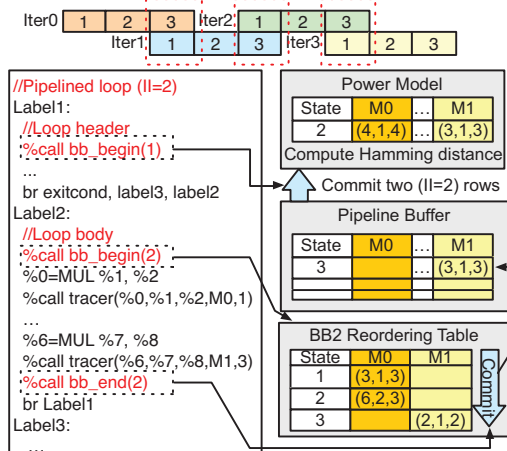 Iter0 1 2 3 Iter2 1 2 3
Iter1 1 2 3 Iter3 1 2 3
//Pipelined loop (II=2)
Label1:
//Loop header
%call bb_begin(1)
...
br exitcond, label3, label2
Label2:
//Loop body
%call bb_begin(2)
%0=MUL %1, %2
%call tracer(%0,%1,%2,M0,1)
...
%6=MUL %7, %8
%call tracer(%6,%7,%8,M1,3)
%call bb_end(2)
br Label1
Label3:
...
Power Model
State M0 ... M1
2 (4,1,4) ... (3,1,3)
Compute Hamming distance
Commit two (II=2) rows
Pipeline Buffer
State M0 ... M1
3 ... (3,1,3)
BB2 Reordering Table
State M0 M1
1 (3,1,3)
2 (6,2,3)
3 (2,1,2)
Commit